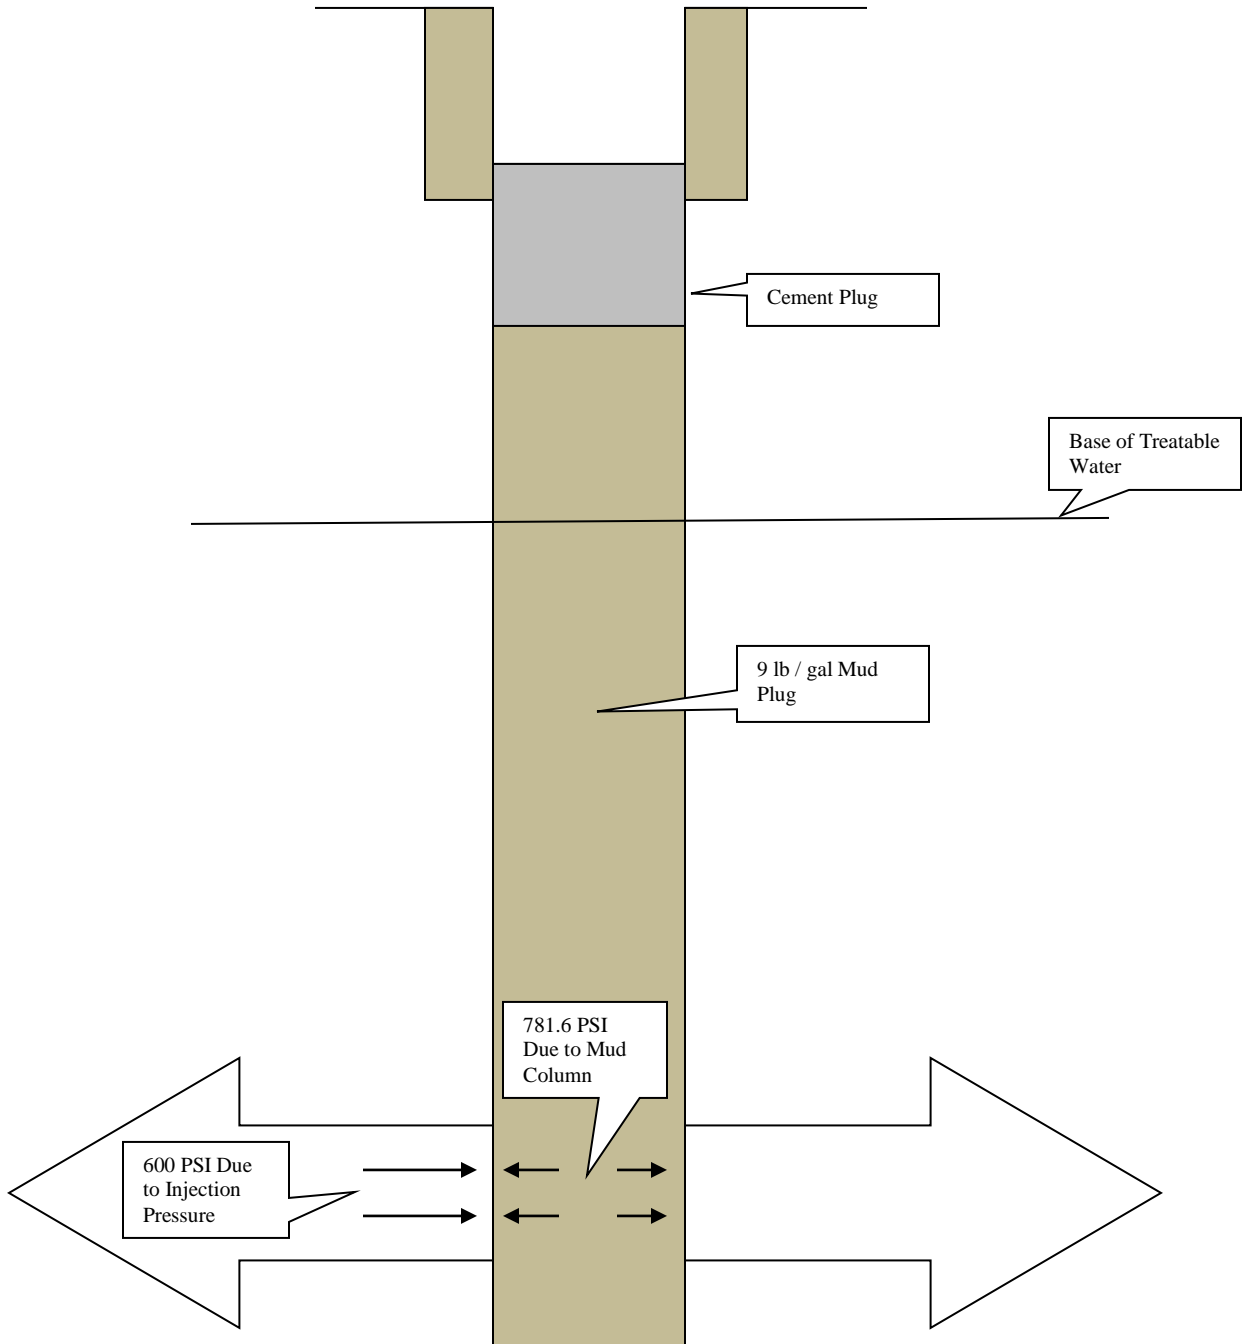 Cement Plug
Base of Treatable
Water
9 lb / gal Mud
Plug
781.6 PSI
Due to Mud
Column
600 PSI Due
to Injection
Pressure